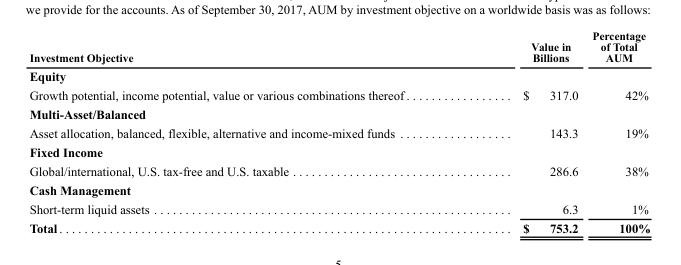 we provide for the accounts. As of September 30, 2017, AUM by investment objective on a worldwide basis was as follows:
Investment Objective Value in Billions Percentage of Total AUM
Equity
Growth potential, income potential, value or various combinations thereof . . . . . . . . . . . . . . . . . $ 317.0 42%
Multi-Asset/Balanced
Asset allocation, balanced, flexible, alternative and income-mixed funds . . . . . . . . . . . . . . . . . . 143.3 19%
Fixed Income
Global/international, U.S. tax-free and U.S. taxable . . . . . . . . . . . . . . . . . . . . . . . . . . . . . . . . . . . 286.6 38%
Cash Management
Short-term liquid assets . . . . . . . . . . . . . . . . . . . . . . . . . . . . . . . . . . . . . . . . . . . . . . . . . . . . . . . . . 6.3 1%
Total . . . . . . . . . . . . . . . . . . . . . . . . . . . . . . . . . . . . . . . . . . . . . . . . . . . . . . . . . . . . . . . . . . . . . . . . $ 753.2 100%